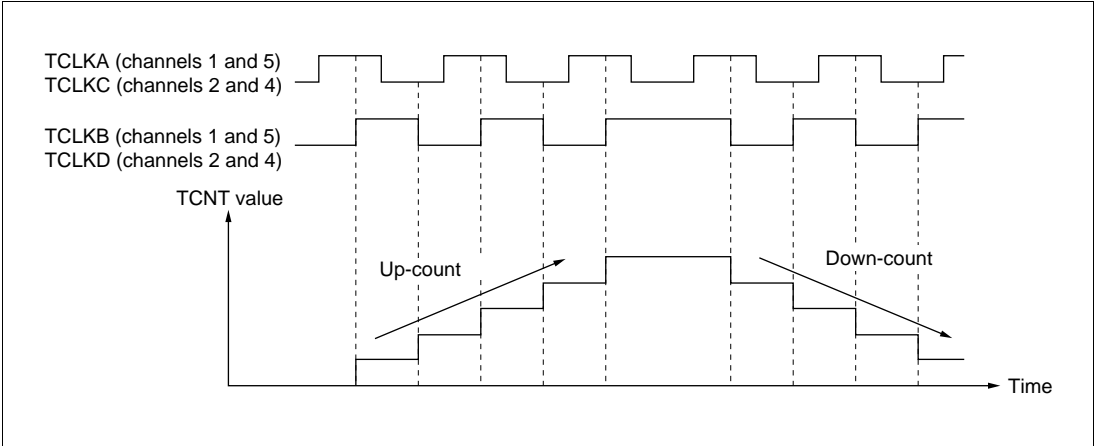 TCLKA (channels 1 and 5)
TCLKC (channels 2 and 4)
TCLKB (channels 1 and 5)
TCLKD (channels 2 and 4)
TCNT value
Up-count
Down-count
Time